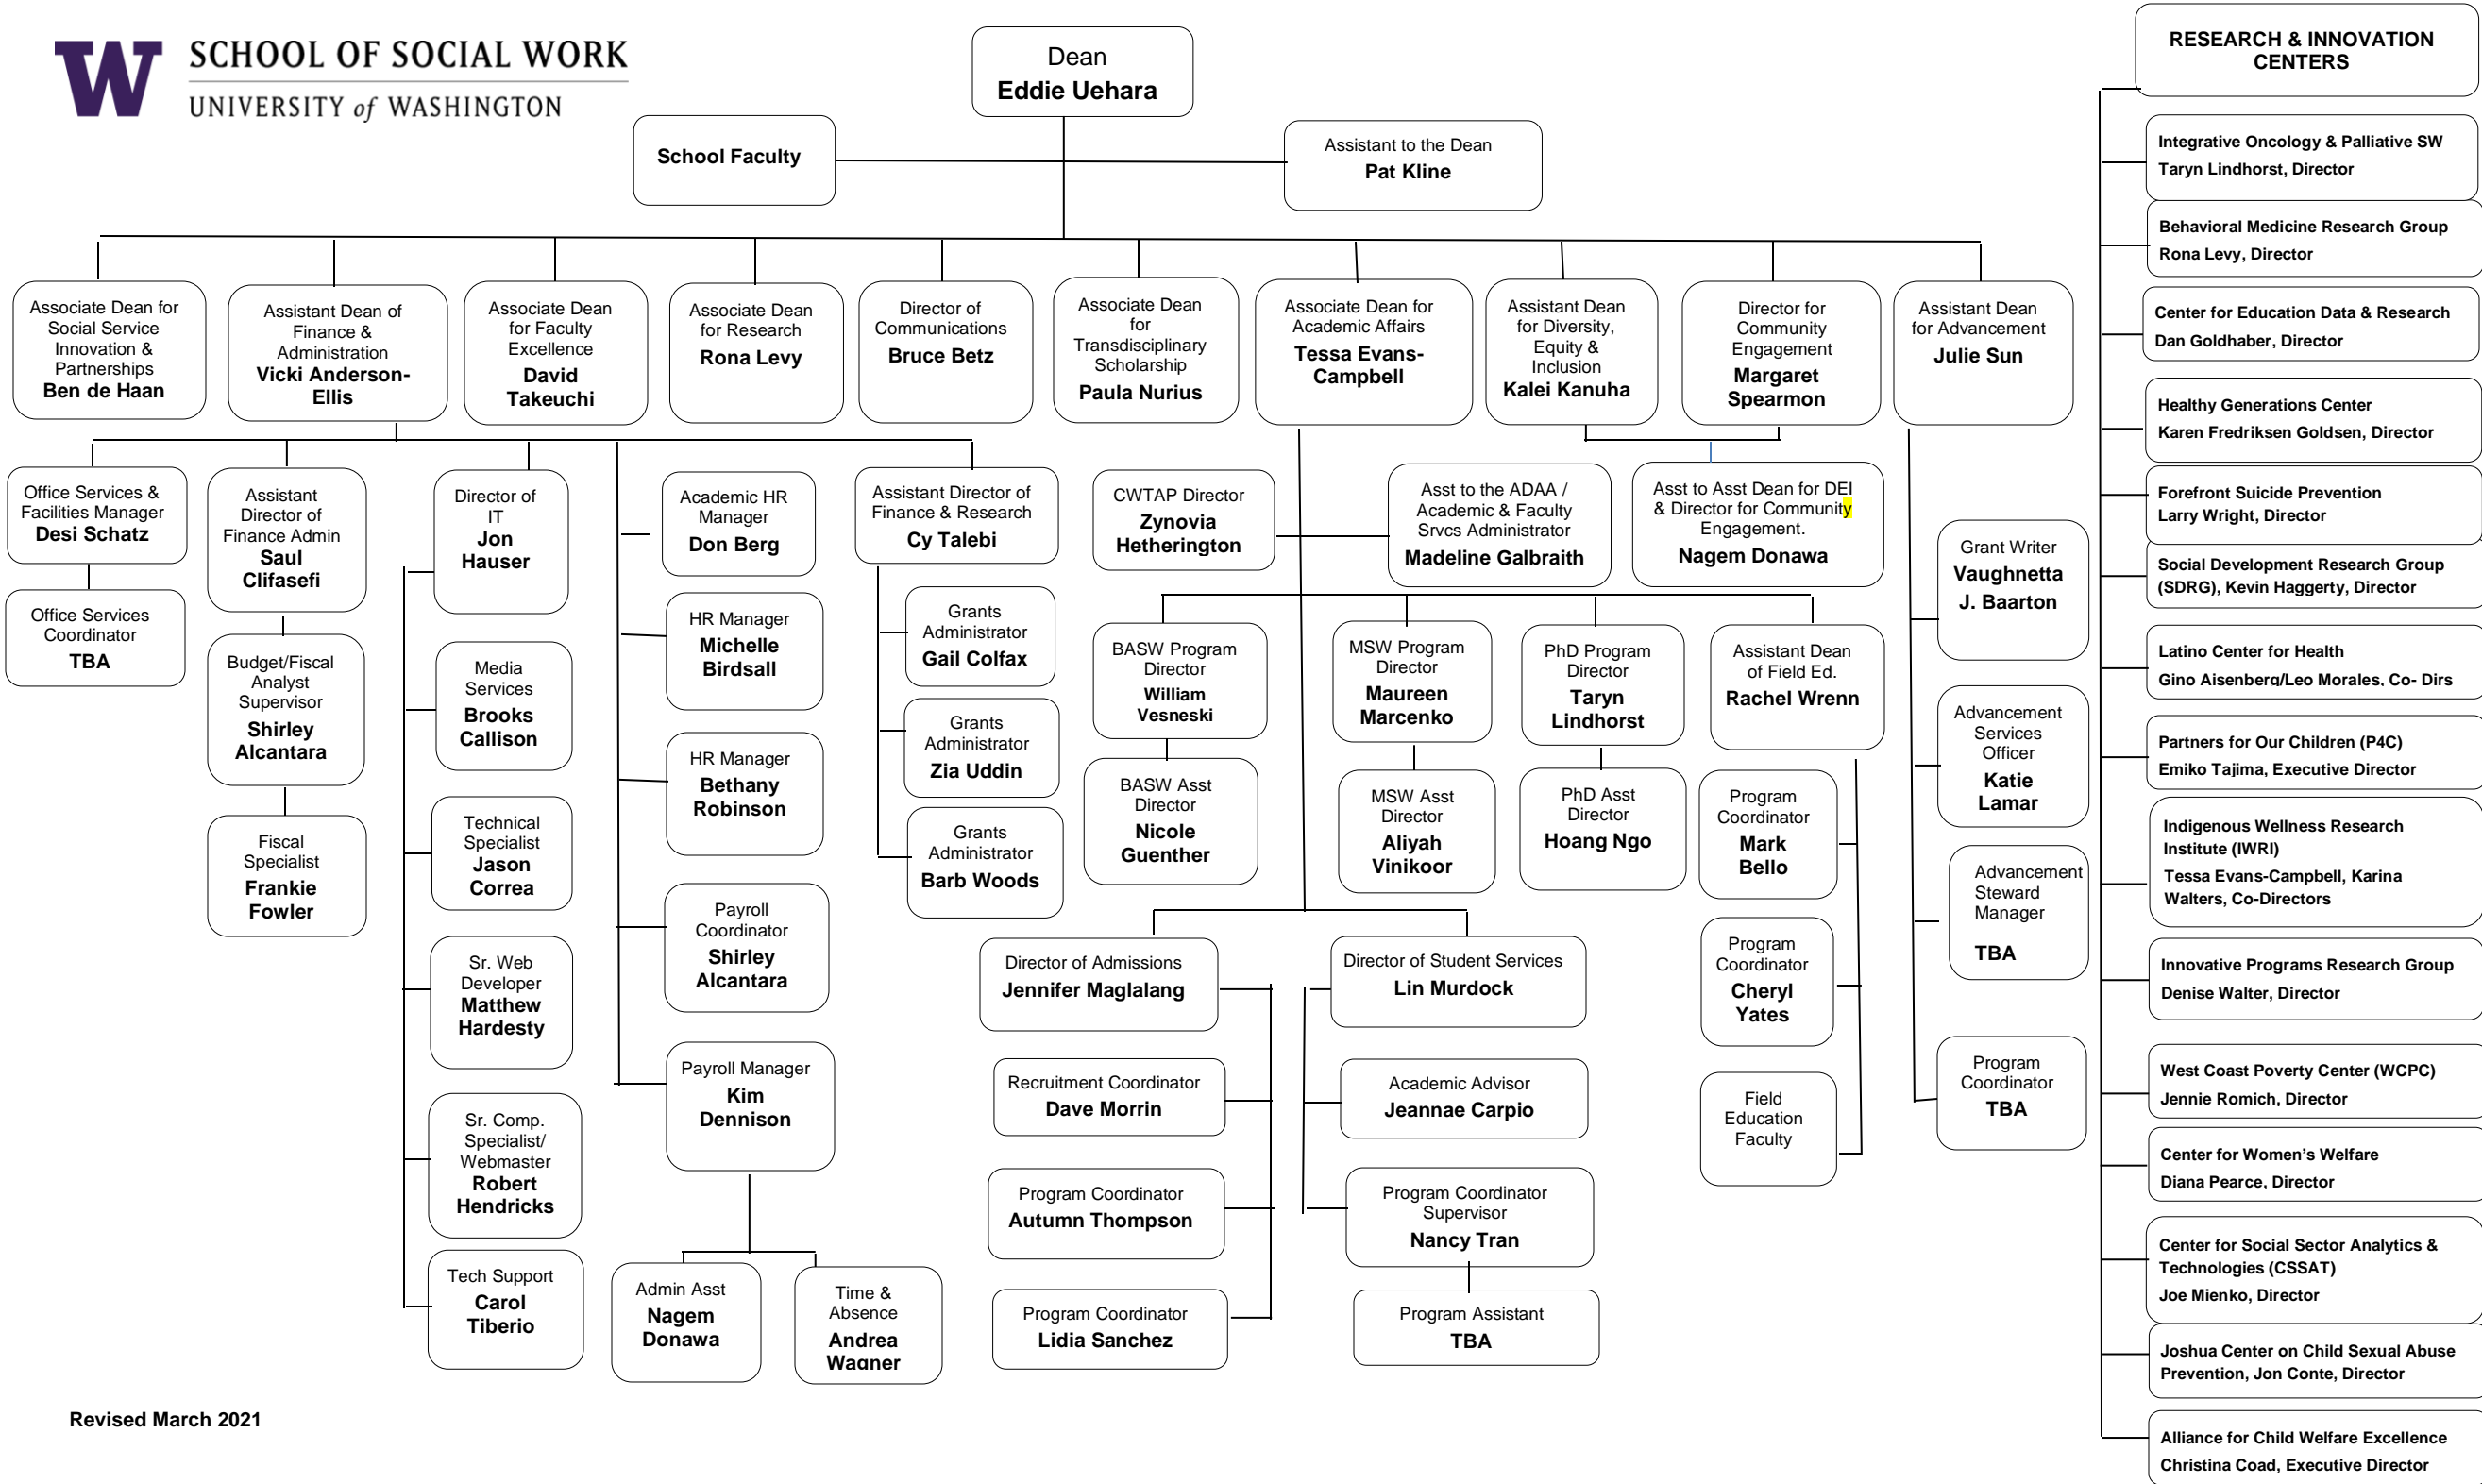 SCHOOL OF SOCIAL WORK
UNIVERSITY of WASHINGTON
Dean
Eddie Uehara
School Faculty
Assistant to the Dean
Pat Kline
Associate Dean for
Social Service
Innovation &
Partnerships
Ben de Haan
Assistant Dean of
Finance &
Administration
Vicki Anderson-
Ellis
Associate Dean
for Faculty
Excellence
David
Takeuchi
Associate Dean
for Research
Rona Levy
Director of
Communications
Bruce Betz
Associate Dean
for
Transdisciplinary
Scholarship
Paula Nurius
Associate Dean for
Academic Affairs
Tessa Evans-
Campbell
Assistant Dean
for Diversity,
Equity &
Inclusion
Kalei Kanuha
Director for
Community
Engagement
Margaret
Spearmon
Assistant Dean
for Advancement
Julie Sun
Office Services &
Facilities Manager
Desi Schatz
Office Services
Coordinator
TBA
Assistant
Director of
Finance Admin
Saul
Clifasefi
Budget/Fiscal
Analyst
Supervisor
Shirley
Alcantara
Fiscal
Specialist
Frankie
Fowler
Director of
IT
Jon
Hauser
Media
Services
Brooks
Callison
Technical
Specialist
Jason
Correa
Sr. Web
Developer
Matthew
Hardesty
Sr. Comp.
Specialist/
Webmaster
Robert
Hendricks
Tech Support
Carol
Tiberio
Academic HR
Manager
Don Berg
HR Manager
Michelle
Birdsall
HR Manager
Bethany
Robinson
Payroll
Coordinator
Shirley
Alcantara
Payroll Manager
Kim
Dennison
Admin Asst
Nagem
Donawa
Time &
Absence
Andrea
Wagner
Assistant Director of
Finance & Research
Cy Talebi
Grants
Administrator
Gail Colfax
Grants
Administrator
Zia Uddin
Grants
Administrator
Barb Woods
CWTAP Director
Zynovia
Hetherington
Asst to the ADAA /
Academic & Faculty
Srvcs Administrator
Madeline Galbraith
Asst to Asst Dean for DEI
& Director for Community
Engagement.
Nagem Donawa
BASW Program
Director
William
Vesneski
BASW Asst
Director
Nicole
Guenther
MSW Program
Director
Maureen
Marcenko
MSW Asst
Director
Aliyah
Vinikoor
PhD Program
Director
Taryn
Lindhorst
PhD Asst
Director
Hoang Ngo
Assistant Dean
of Field Ed.
Rachel Wrenn
Program
Coordinator
Mark
Bello
Program
Coordinator
Cheryl
Yates
Field
Education
Faculty
Director of Admissions
Jennifer Maglalang
Recruitment Coordinator
Dave Morrin
Program Coordinator
Autumn Thompson
Program Coordinator
Lidia Sanchez
Director of Student Services
Lin Murdock
Academic Advisor
Jeannae Carpio
Program Coordinator
Supervisor
Nancy Tran
Program Assistant
TBA
Grant Writer
Vaughnetta
J. Baarton
Advancement
Services
Officer
Katie
Lamar
Advancement
Steward
Manager
TBA
Program
Coordinator
TBA
RESEARCH & INNOVATION
CENTERS
Integrative Oncology & Palliative SW
Taryn Lindhorst, Director
Behavioral Medicine Research Group
Rona Levy, Director
Center for Education Data & Research
Dan Goldhaber, Director
Healthy Generations Center
Karen Fredriksen Goldsen, Director
Forefront Suicide Prevention
Larry Wright, Director
Social Development Research Group
(SDRG), Kevin Haggerty, Director
Latino Center for Health
Gino Aisenberg/Leo Morales, Co- Dirs
Partners for Our Children (P4C)
Emiko Tajima, Executive Director
Indigenous Wellness Research
Institute (IWRI)
Tessa Evans-Campbell, Karina
Walters, Co-Directors
Innovative Programs Research Group
Denise Walter, Director
West Coast Poverty Center (WCPC)
Jennie Romich, Director
Center for Women's Welfare
Diana Pearce, Director
Center for Social Sector Analytics &
Technologies (CSSAT)
Joe Mienko, Director
Joshua Center on Child Sexual Abuse
Prevention, Jon Conte, Director
Alliance for Child Welfare Excellence
Christina Coad, Executive Director
Revised March 2021